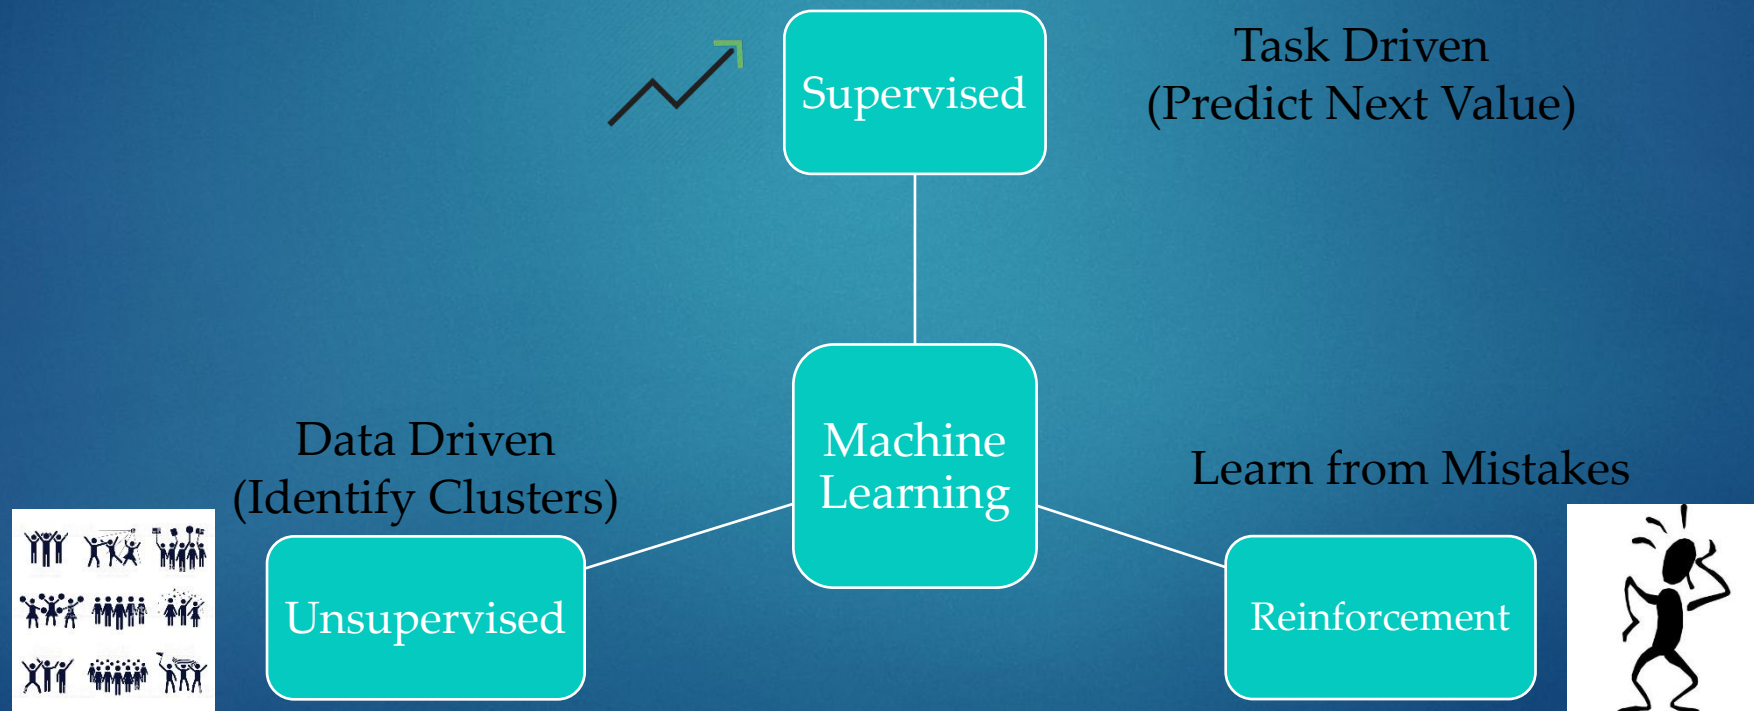 Supervised
Task Driven
(Predict Next Value)
Machine
Learning
Data Driven
(Identify Clusters)
Unsupervised
Learn from Mistakes
Reinforcement